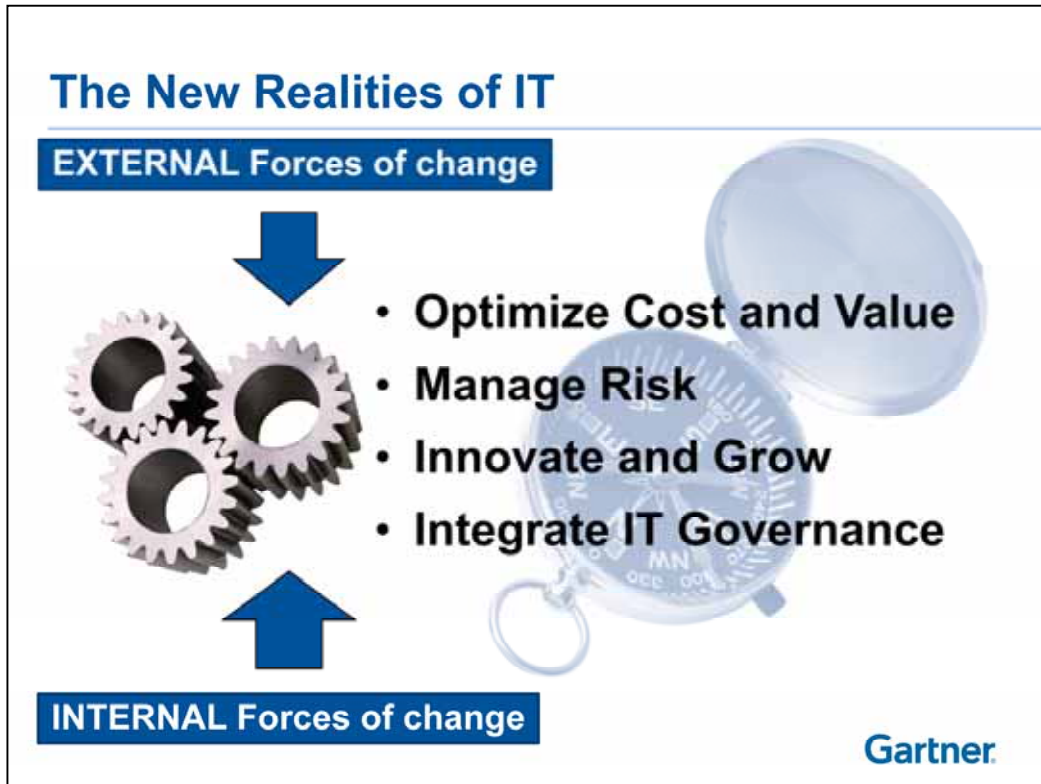 The New Realities of IT
EXTERNAL Forces of change
• Optimize Cost and Value
• Manage Risk
• Innovate and Grow
• Integrate IT Governance
NW
INTERNAL Forces of change
Gartner